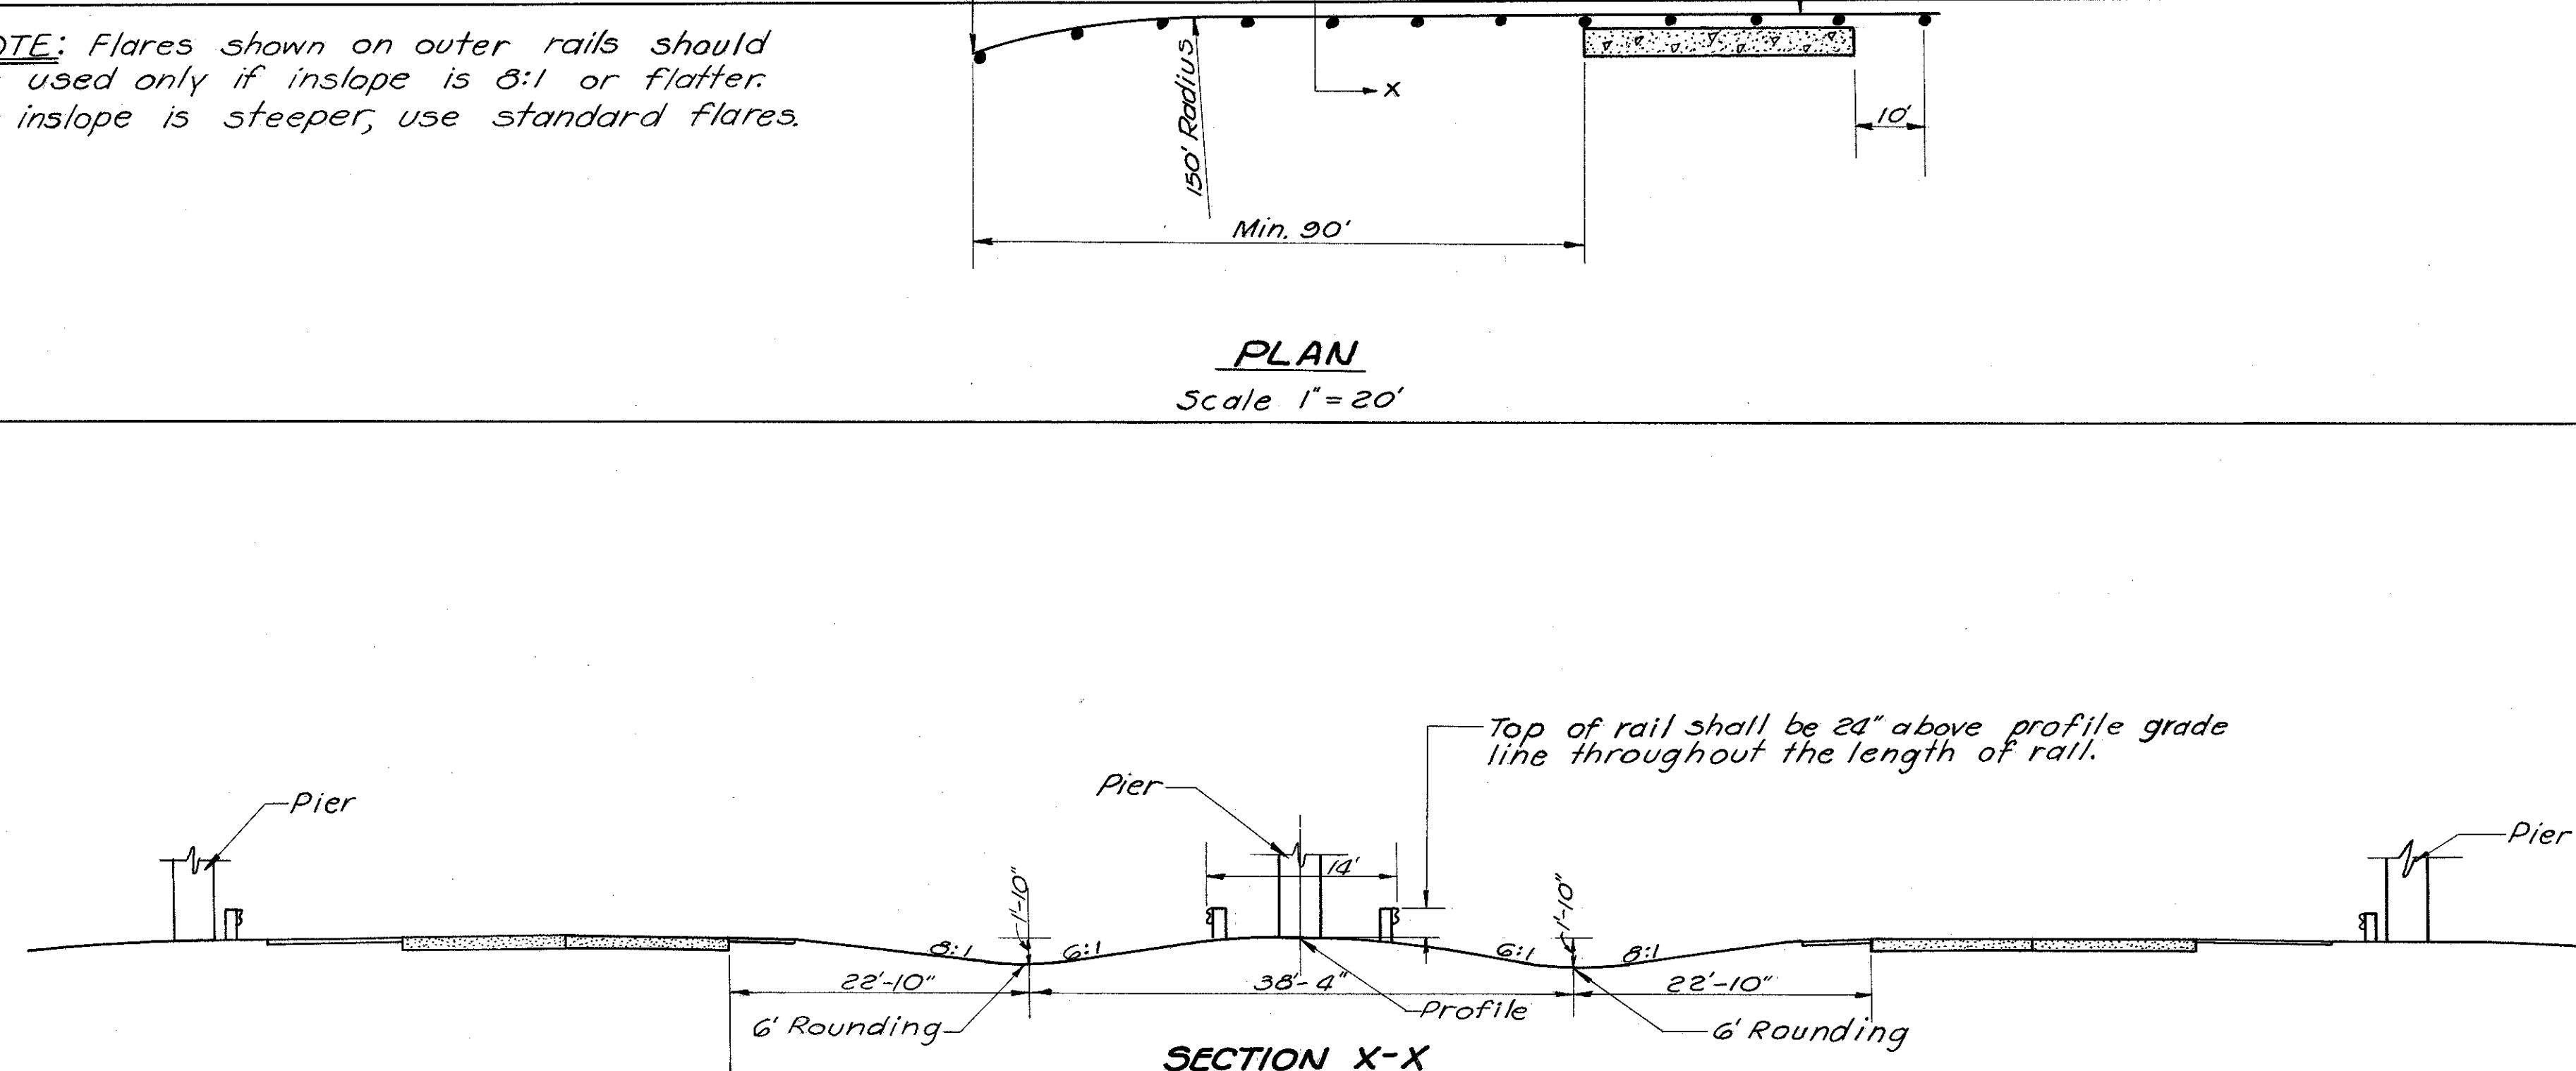 OTE: Flares shown on outer rails should
used only if inslope is 8:1 or flatter.
inslope is steeper, use standard flares.
150' Radius
x
10'
Min. 90'
PLAN
Scale 1" = 20'
Top of rail shall be 24" above profile grade
line throughout the length of rail.
Pier
Pier
Pier
14'
1'-10"
1'-10"
8:1
6:1
6:1
8:1
22'-10"
38'-4"
22'-10"
6' Rounding
Profile
6' Rounding
SECTION X-X